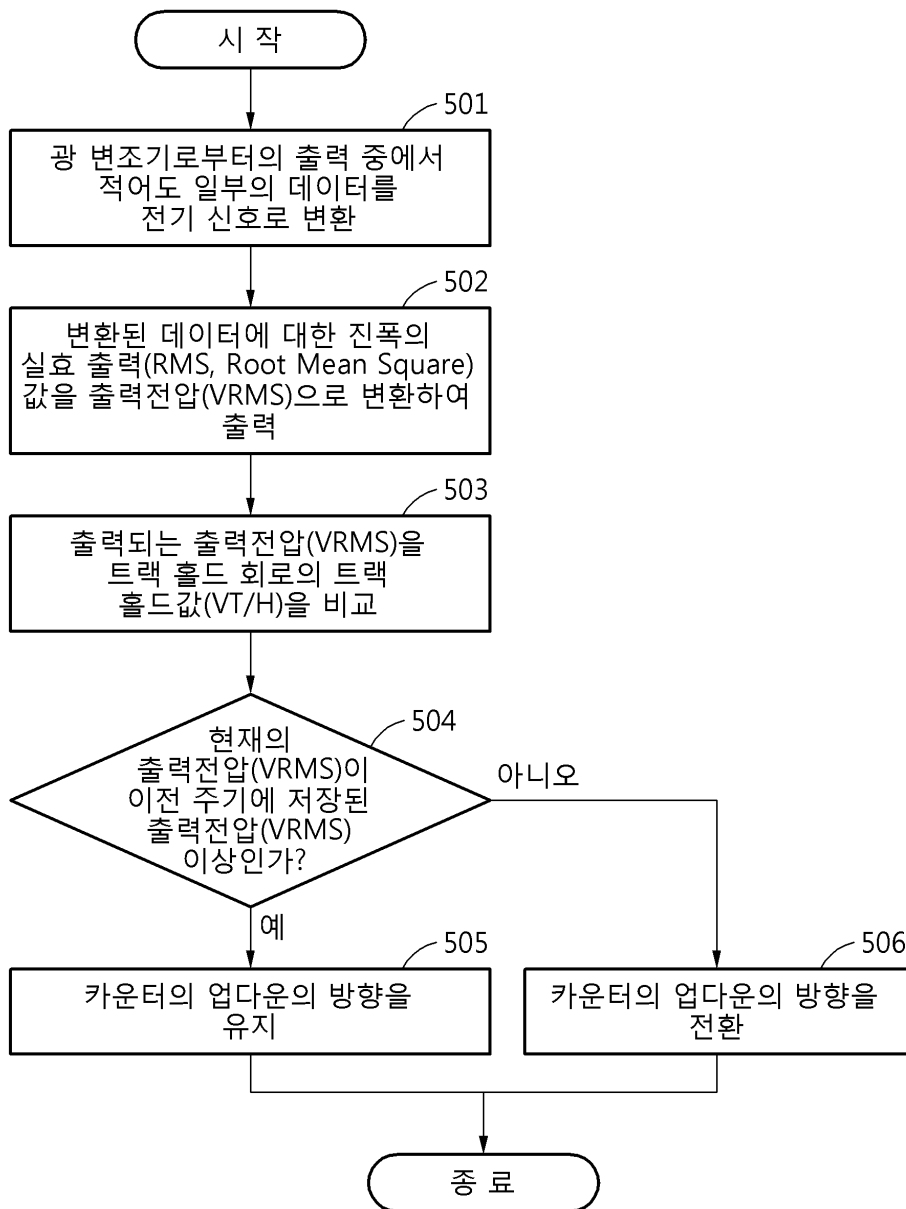 시 작
501
광 변조기로부터의 출력 중에서
적어도 일부의 데이터를
전기 신호로 변환
502
변환된 데이터에 대한 진폭의
실효 출력(RMS, Root Mean Square)
값을 출력전압(VRMS)으로 변환하여
출력
503
출력되는 출력전압(VRMS)을
트랙 홀드 회로의 트랙
홀드값(VT/H)을 비교
504
현재의
출력전압(VRMS)이
이전 주기에 저장된
출력전압(VRMS)
이상인가?
아니오
예
505
카운터의 업다운의 방향을
유지
506
카운터의 업다운의 방향을
전환
종 료